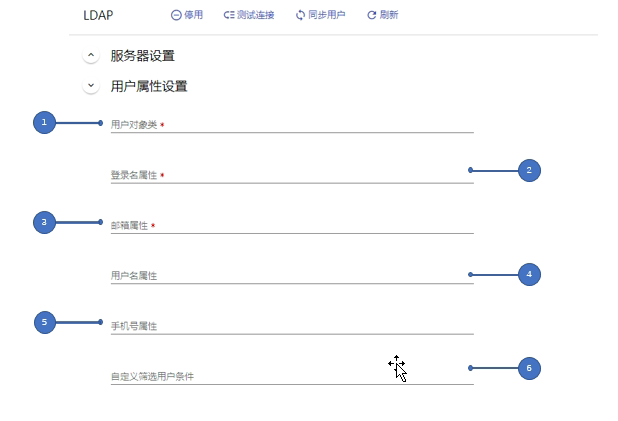 LDAP 停用 测试连接 同步用户 刷新
服务器设置
用户属性设置
1 用户对象类 *
登录名属性 * 2
3 邮箱属性 *
用户名属性 4
5 手机号属性
自定义筛选用户条件 6